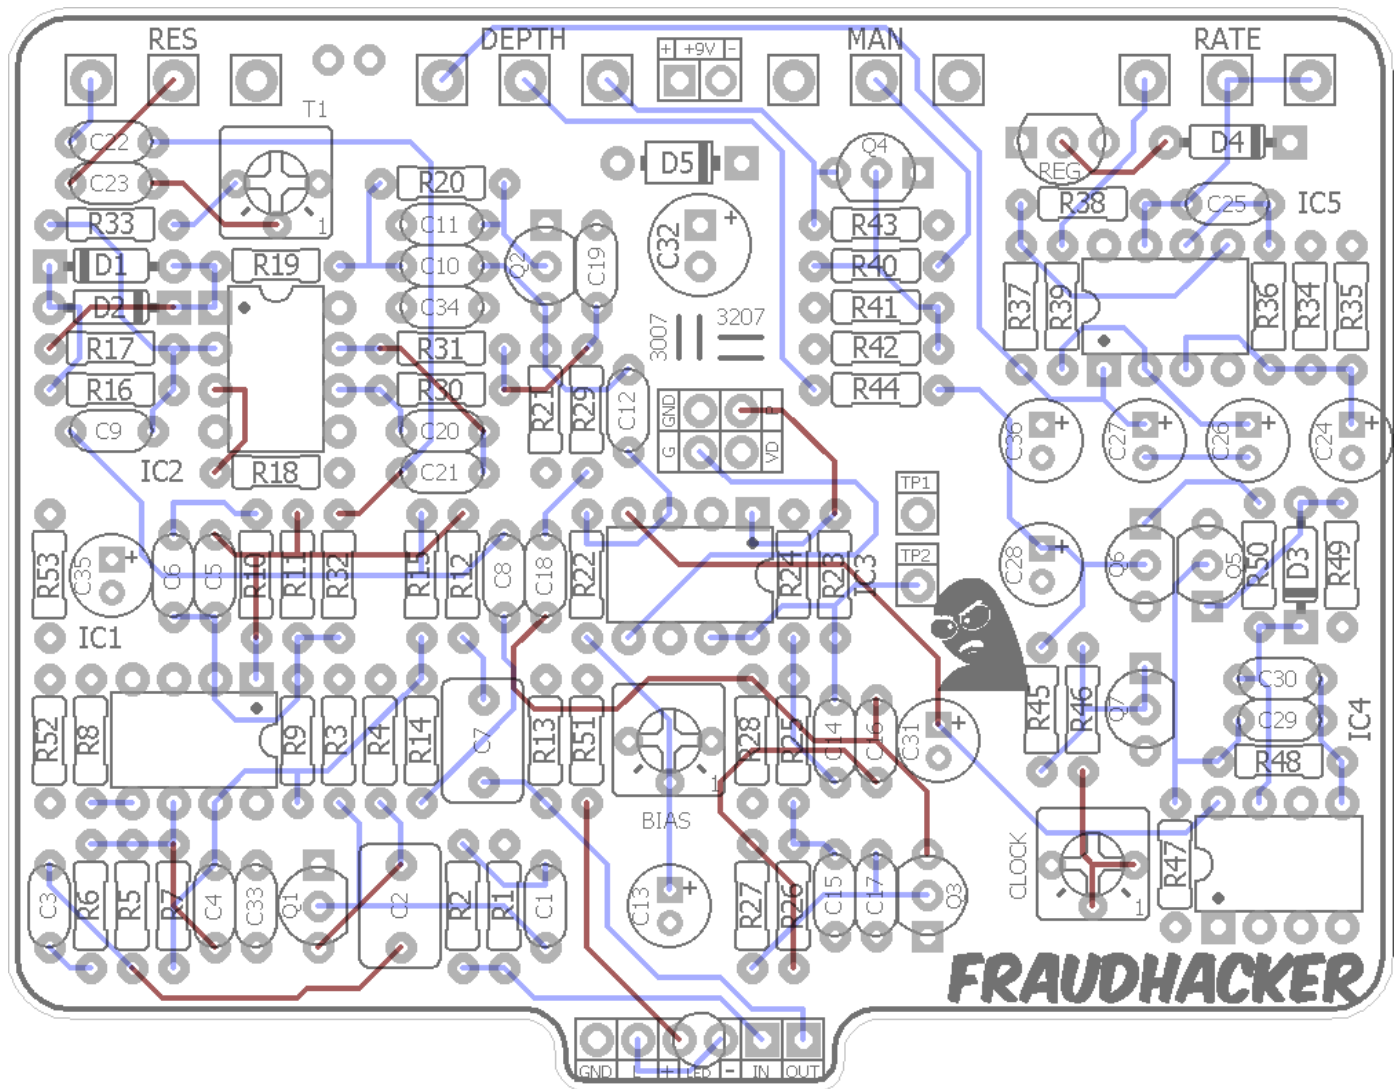 RES DEPTH + +9V - MAN RATE
T1
C22
C23
R33
D1
D2
R17
R16
C9
IC2
R19
R18
R20
C11
C10
C34
R31
R30
C20
C21
Q2
C19
D5
C32 +
3007 3207
R21
R29
C12
GND
G
VD
Q4
R43
R40
R41
R42
R44
REG
D4
R38
C25
IC5
R37
R39
R36
R34
R35
C36 +
C27 +
C26 +
C24 +
TP1
TP2
R53
C35 +
C6
C5
R10
R11
R32
R15
R12
C8
C18
R22
R24
R23
IC3
C28 +
Q6
Q5
R50
D3
R49
IC1
R52
R8
R9
R3
R4
R14
C7
R13
R51
1
BIAS
R28
R25
C14
C16
C31 +
R45
R46
C30
C29
IC4
R48
C3
R6
R5
R7
C4
C33
Q1
C2
R2
R1
C1
C13 +
R27
R26
C15
C17
Q3
CLOCK
1
R47
FRAUDHACKER
GND + LED - IN OUT